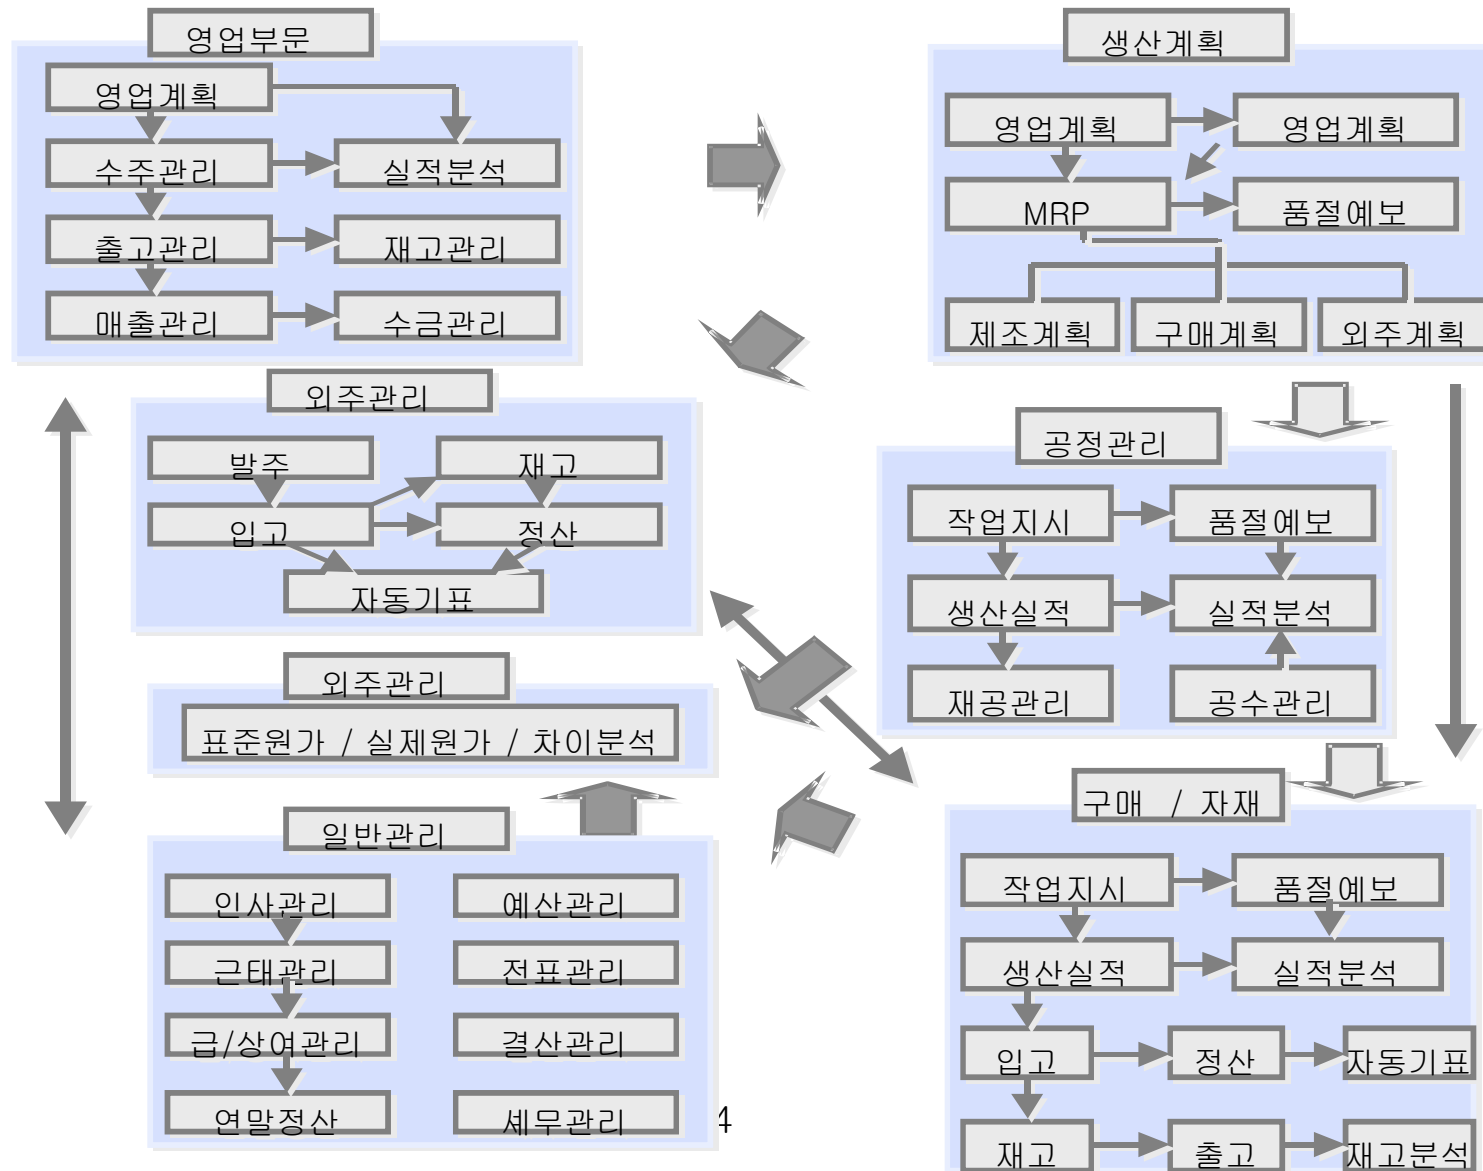 영업부문
영업계획
수주관리
실적분석
출고관리
재고관리
매출관리
수금관리
생산계획
영업계획
영업계획
MRP
품절예보
제조계획
구매계획
외주계획
외주관리
발주
재고
입고
정산
자동기표
공정관리
작업지시
품절예보
생산실적
실적분석
재공관리
공수관리
외주관리
표준원가 / 실제원가 / 차이분석
일반관리
인사관리
예산관리
근태관리
전표관리
급/상여관리
결산관리
연말정산
세무관리
4
구매 / 자재
작업지시
품절예보
생산실적
실적분석
입고
정산
자동기표
재고
출고
재고분석